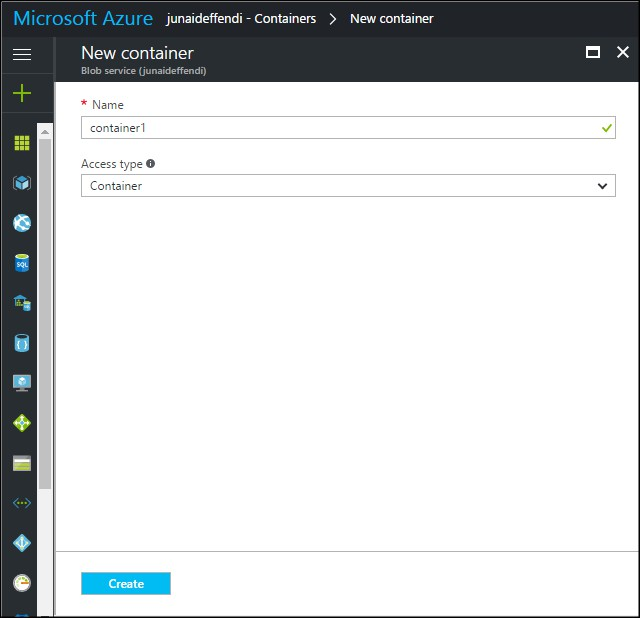 Microsoft Azure junaideffendi - Containers > New container
New container
Blob service (junaideffendi)
* Name
container1
Access type
Container
SQL
Create